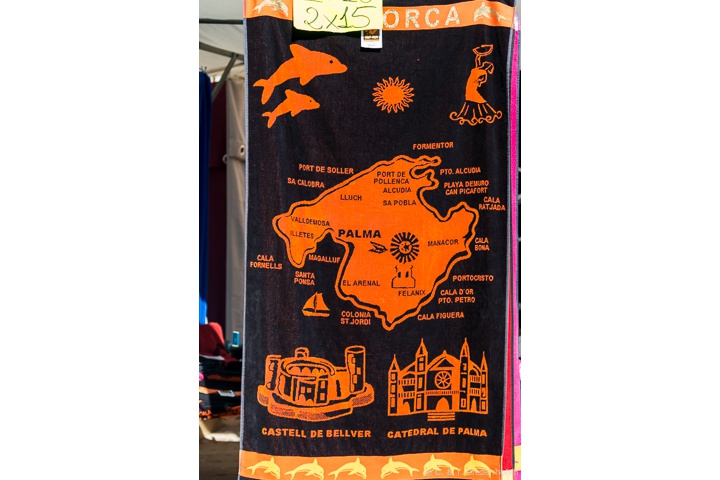 2x15
ORCA
FORMENTOR
PORT DE SOLLER
PORT DE
POLLENCA
PTO. ALCUDIA
SA CALOBRA
ALCUDIA
PLAYA DEMURO
CAN PICAFORT
LLUCH
SA POBLA
CALA
RATJADA
VALLDEMOSA
ILLETES
PALMA
MANACOR
CALA
BONA
CALA
FORNELLS
MAGALLUF
SANTA
PONSA
EL ARENAL
FELANIX
PORTOCRISTO
CALA D'OR
PTO. PETRO
COLONIA
ST.JORDI
CALA FIGUERA
CASTELL DE BELLVER
CATEDRAL DE PALMA